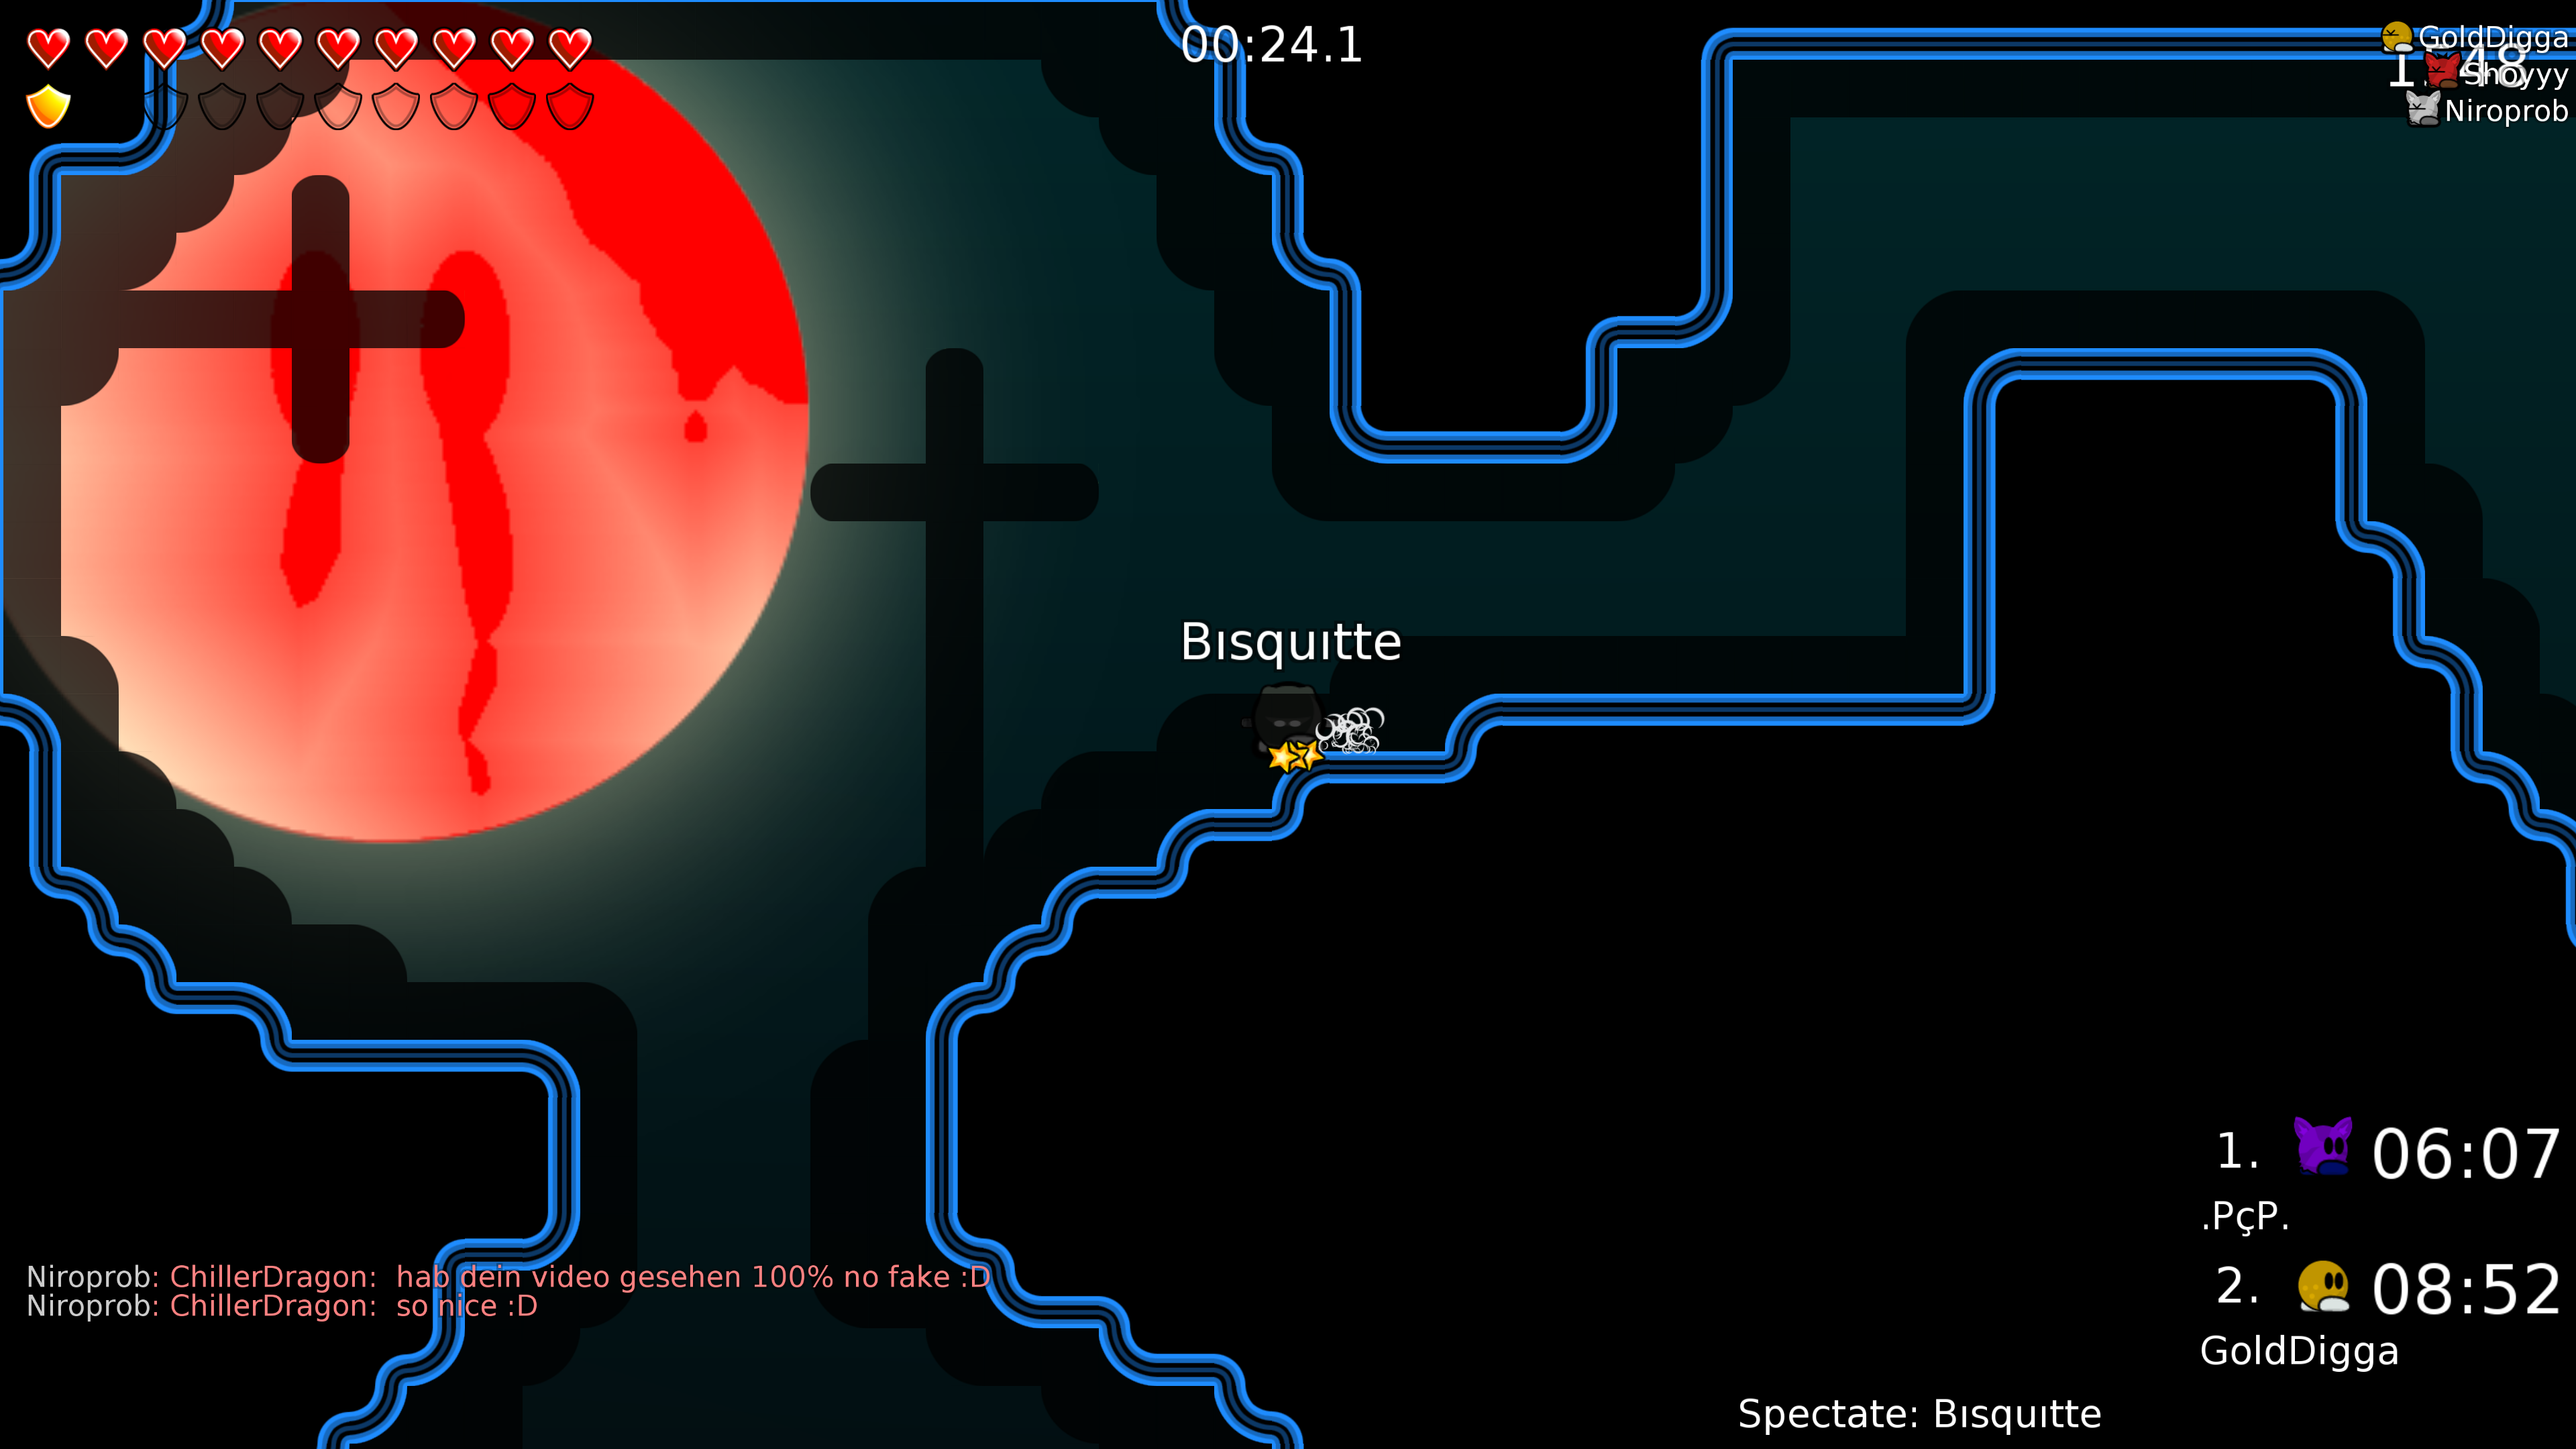 00:24.1
GoldDigga
Shoyyy
Niroprob
Bısquıtte
1. 06:07
.PçP.
2. 08:52
GoldDigga
Niroprob: ChillerDragon: hab dein video gesehen 100% no fake :D
Niroprob: ChillerDragon: so nice :D
Spectate: Bısquıtte